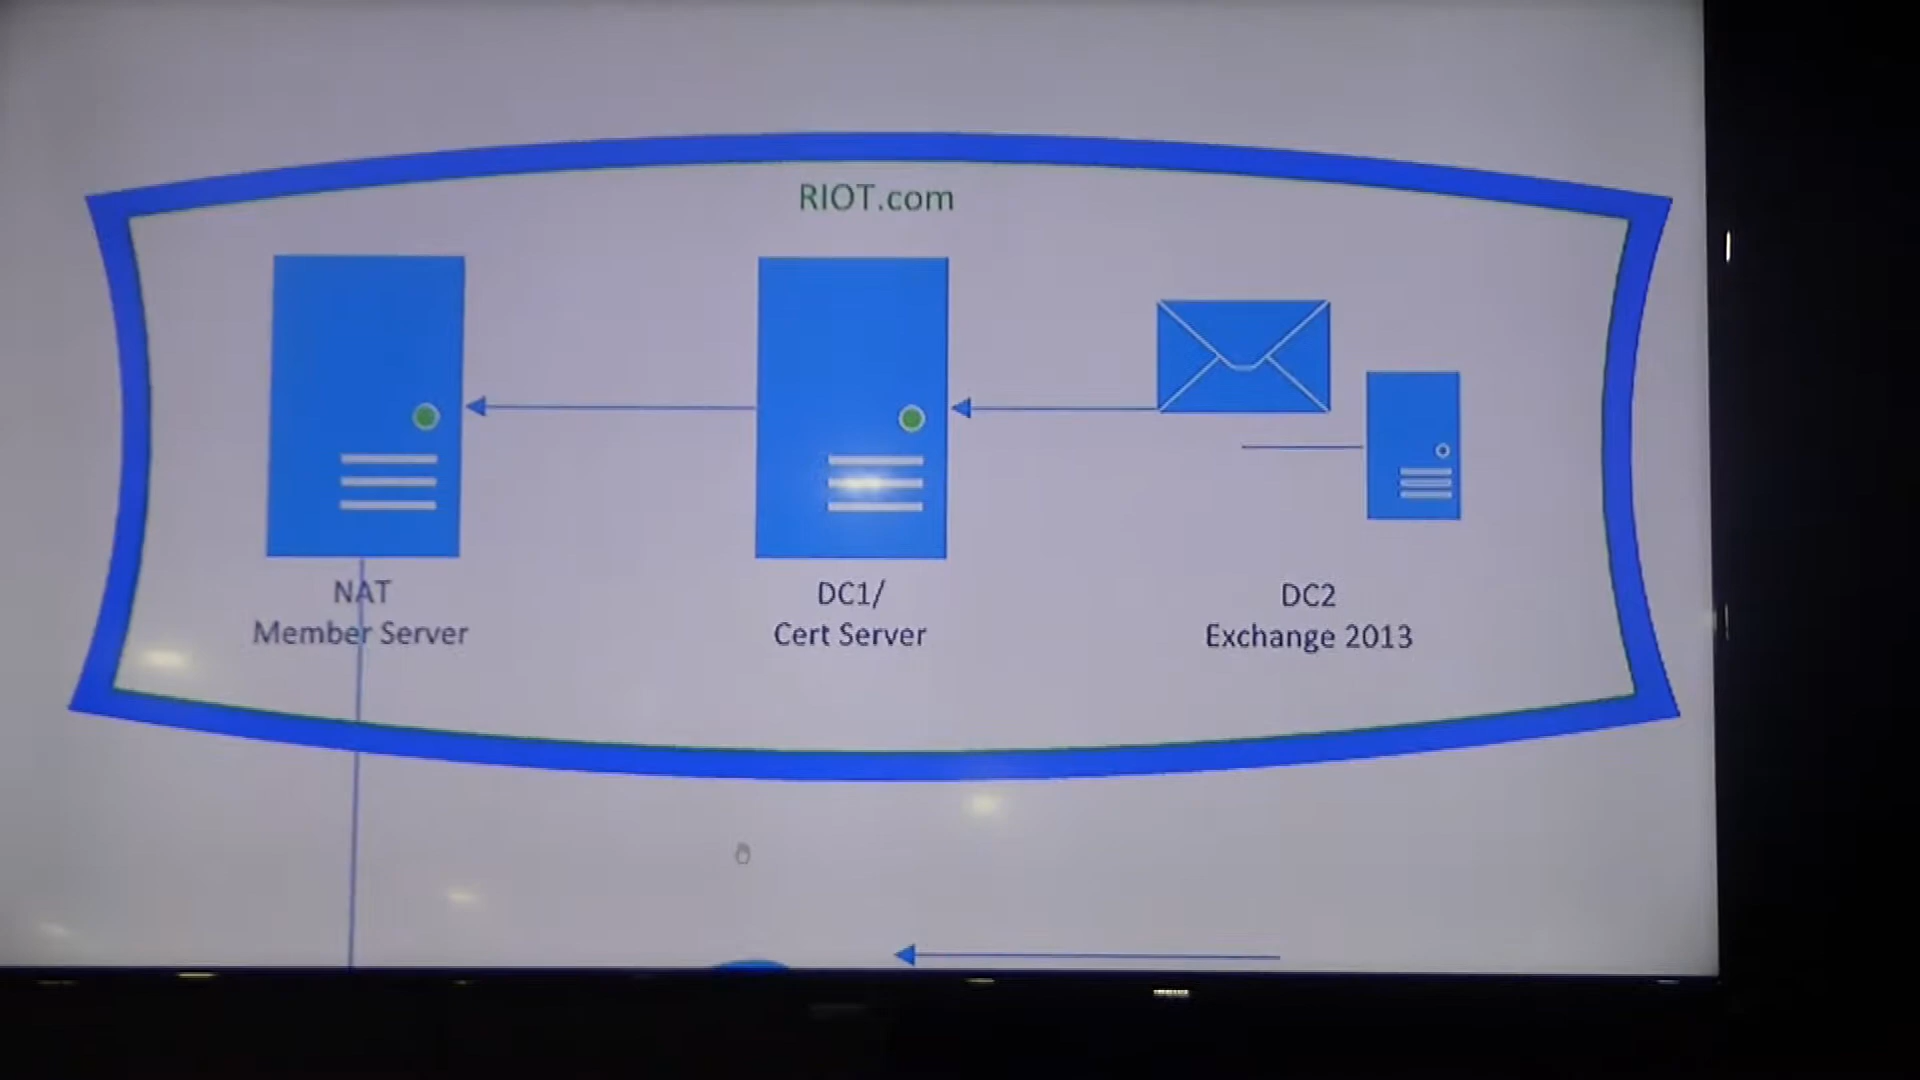 RIOT.com
NAT
Member Server
DC1/
Cert Server
DC2
Exchange 2013